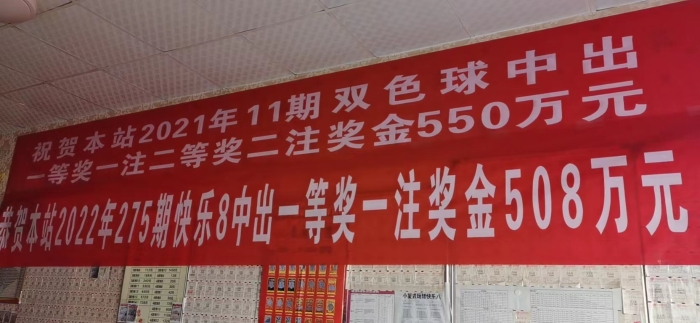 祝贺本站2021年11期双色球中出
一等奖一注二等奖二注奖金550万元
恭贺本站2022年275期快乐8中出一等奖一注奖金508万元